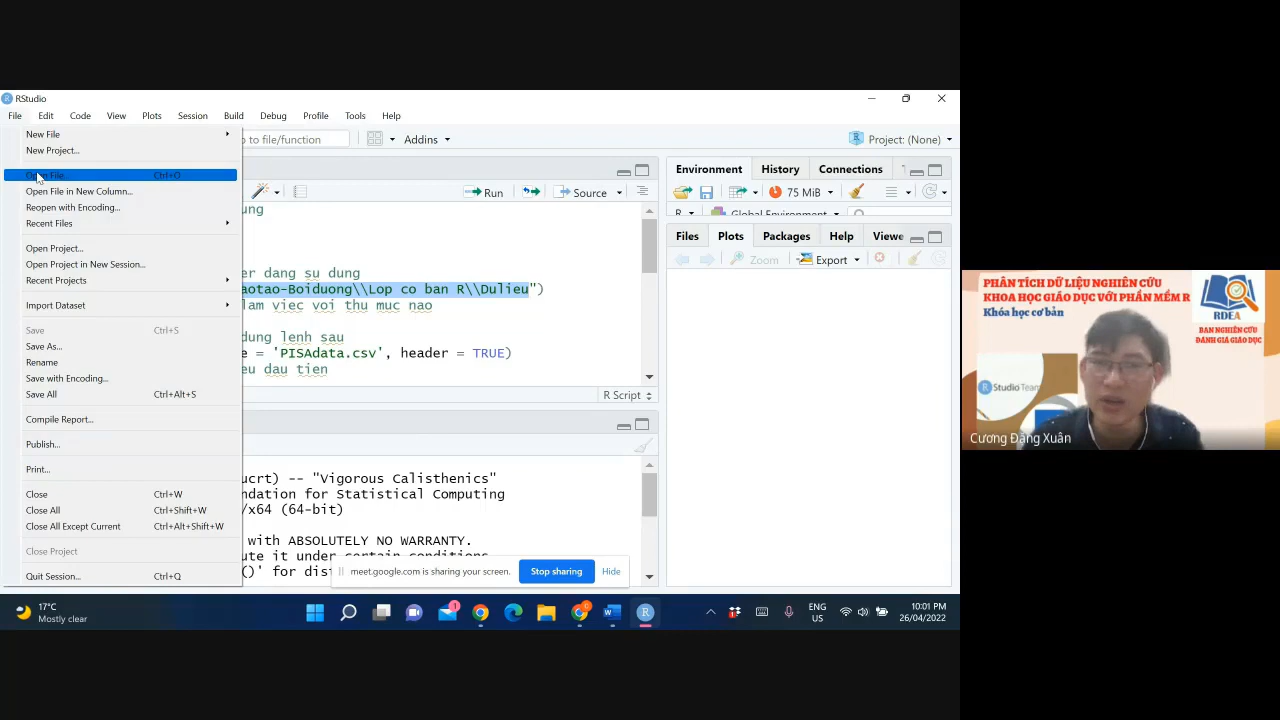 RStudio
File Edit Code View Plots Session Build Debug Profile Tools Help
New File
New Project...
Open File... Ctrl+O
Open File in New Column...
Reopen with Encoding...
Recent Files
Open Project...
Open Project in New Session...
Recent Projects
Import Dataset
Save Ctrl+S
Save As...
Rename
Save with Encoding...
Save All Ctrl+Alt+S
Compile Report...
Publish...
Print...
Close Ctrl+W
Close All Ctrl+Shift+W
Close All Except Current Ctrl+Alt+Shift+W
Close Project
Quit Session... Ctrl+Q
to file/function Addins
Project: (None)
Run Source
ung
er dang su dung
aotao-Boiduong\\Lop co ban R\\Dulieu")
lam viec voi thu muc nao
dung lenh sau
e = 'PISAdata.csv', header = TRUE)
eu dau tien
R Script
ucrt) -- "Vigorous Calisthenics"
ndation for Statistical Computing
/x64 (64-bit)
with ABSOLUTELY NO WARRANTY.
ute it under certain conditions
()' for dis
meet.google.com is sharing your screen. Stop sharing Hide
Environment History Connections
75 MiB
R Global Environment
Files Plots Packages Help Viewe
Zoom Export
17°C
Mostly clear
1
ENG
US
10:01 PM
26/04/2022
PHÂN TÍCH DỮ LIỆU NGHIÊN CỨU
KHOA HỌC GIÁO DỤC VỚI PHẦN MỀM R
Khóa học cơ bản
RDEA
BAN NGHIÊN CỨU
ĐÁNH GIÁ GIÁO DỤC
R Studio Team
Cương Đặng Xuân